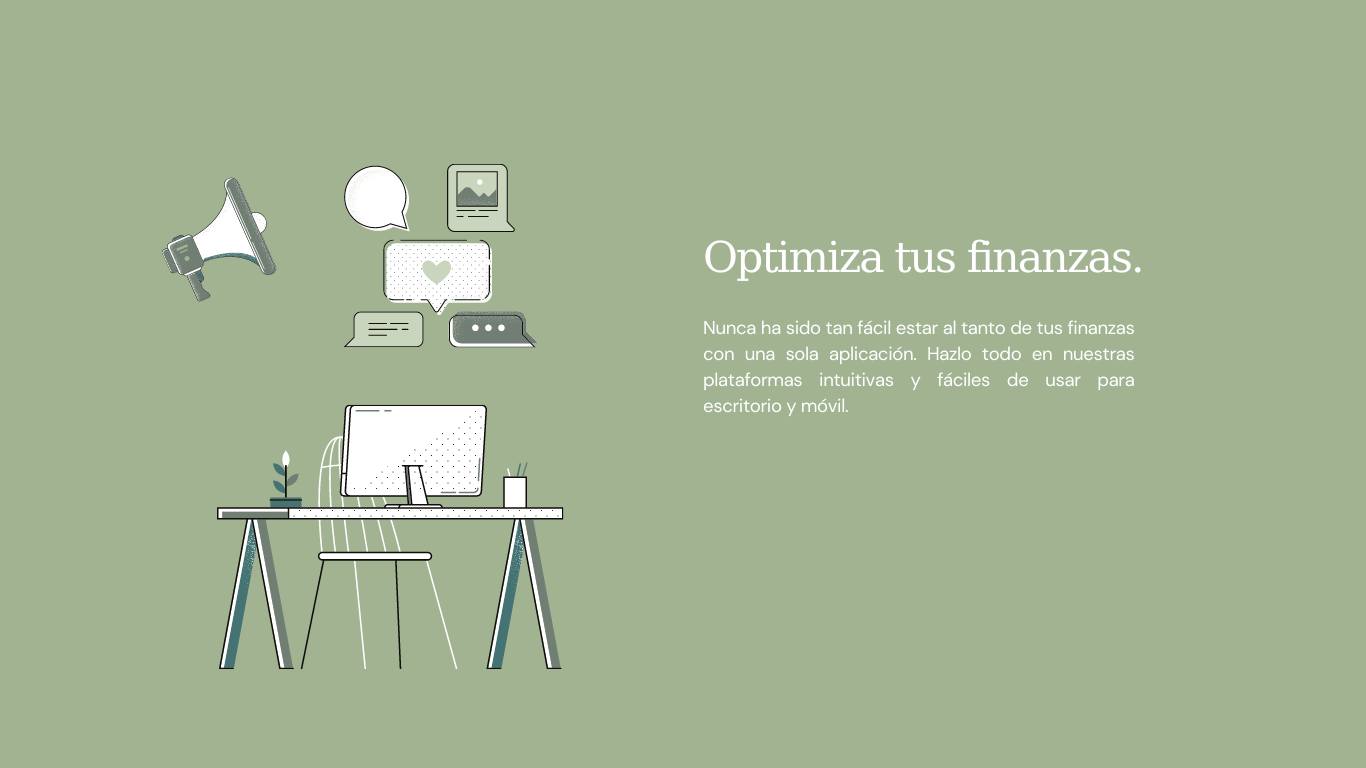 Optimiza tus finanzas.
Nunca ha sido tan fácil estar al tanto de tus finanzas
con una sola aplicación. Hazlo todo en nuestras
plataformas intuitivas y fáciles de usar para
escritorio y móvil.